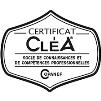 CERTIFICAT
CléA
SOCLE DE CONNAISSANCES ET
DE COMPÉTENCES PROFESSIONNELLES